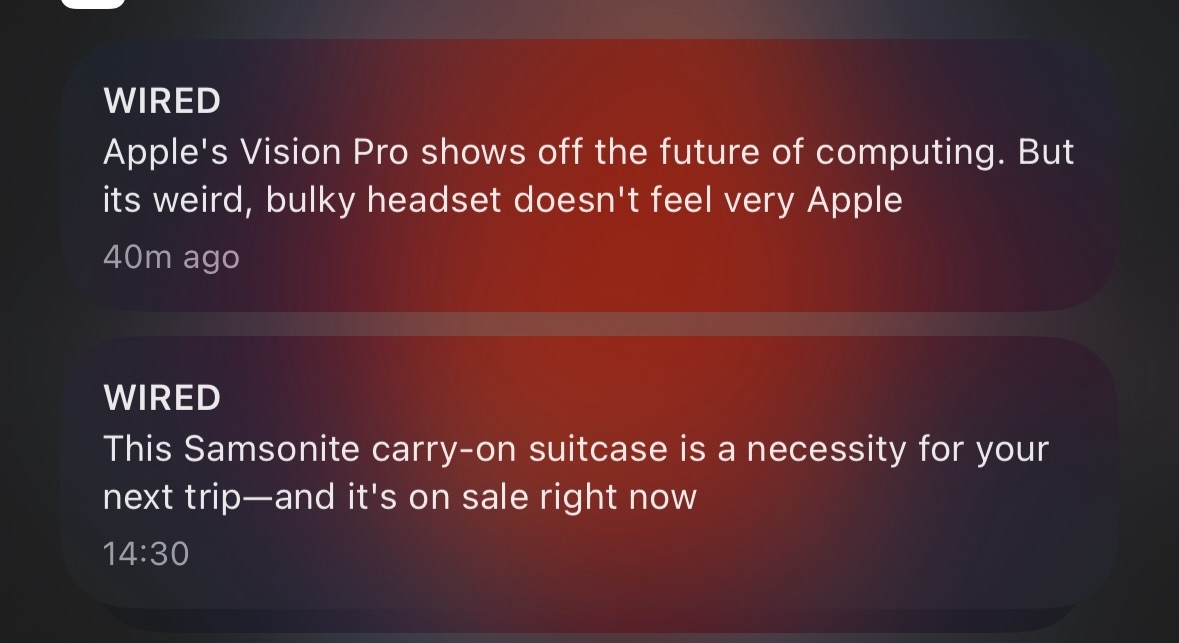 WIRED
Apple's Vision Pro shows off the future of computing. But
its weird, bulky headset doesn't feel very Apple
40m ago
WIRED
This Samsonite carry-on suitcase is a necessity for your
next trip—and it's on sale right now
14:30